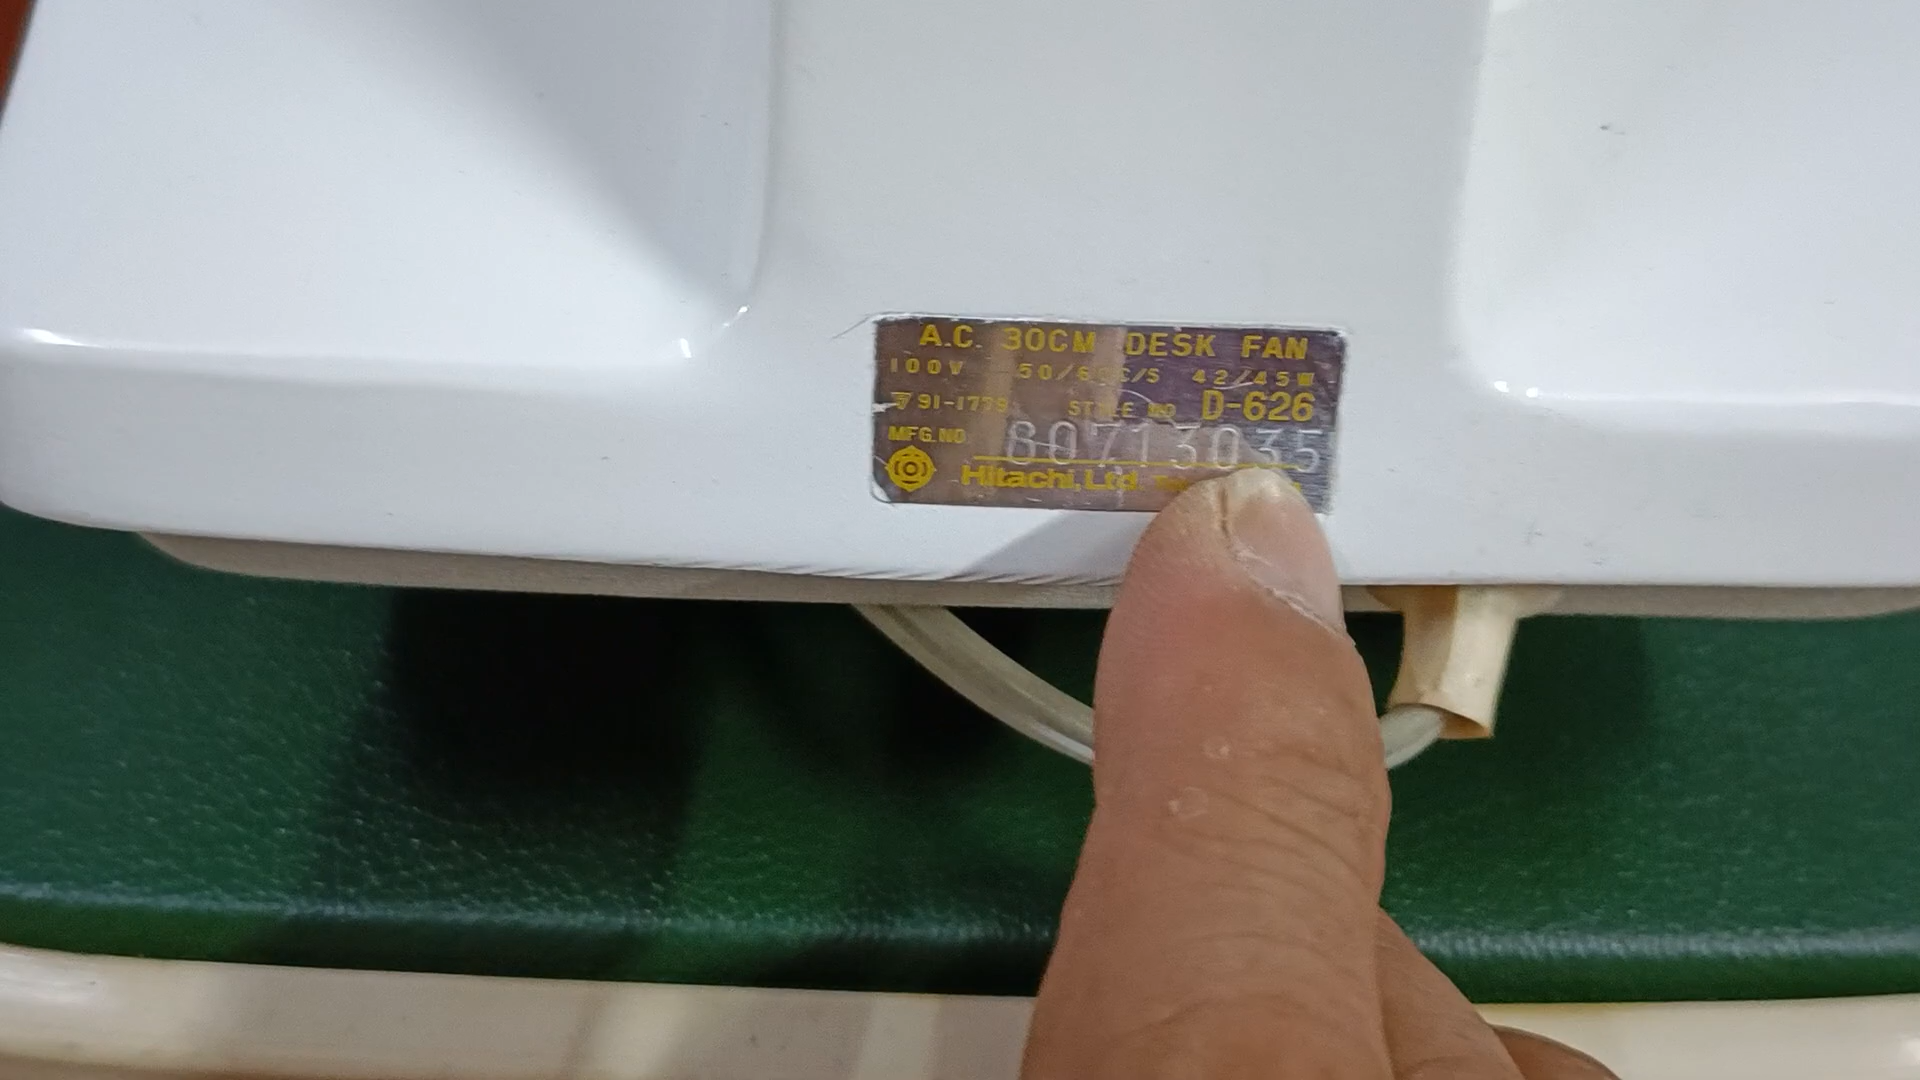 A.C. 30CM DESK FAN
100V 50/60C/S 42/45W
91-1779 STYLE NO D-626
MFG.NO 80713035
Hitachi, Ltd.